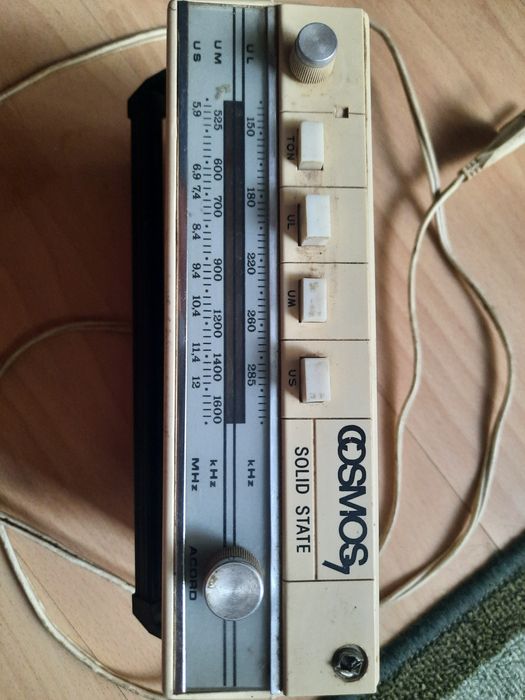 UL 150 180 220 260 285 kHz
UM 525 600 700 900 1200 1400 1600 kHz
US 5,9 6,9 7,4 8,4 9,4 10,4 11,4 12 MHz
ACORD
TON
UL
UM
US
COSMOS 7
SOLID STATE